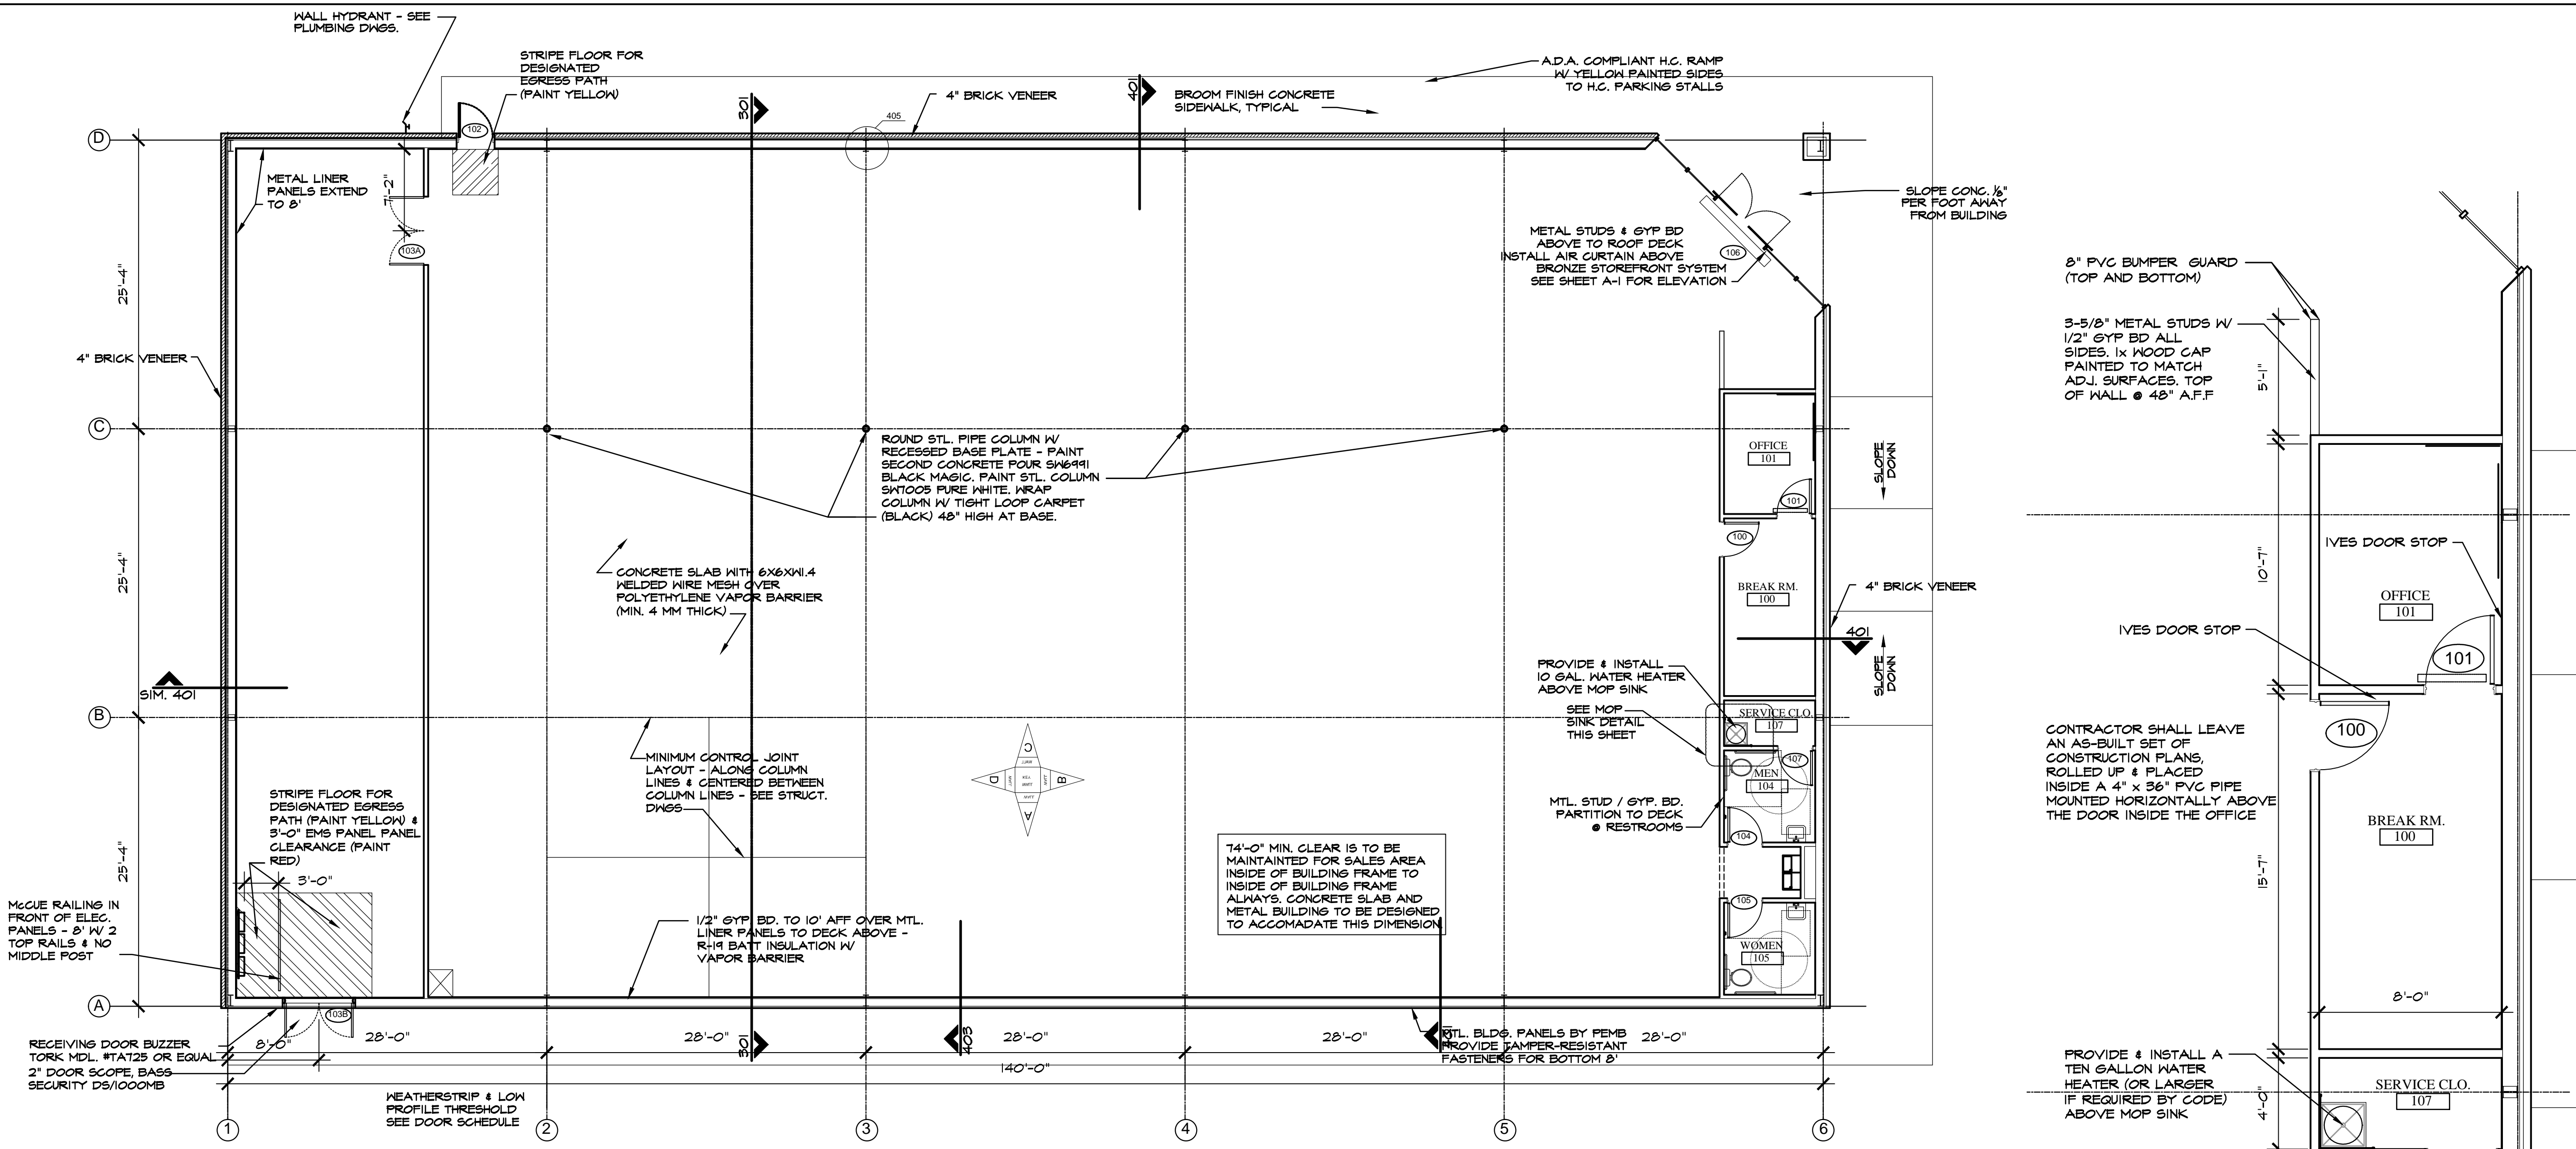 WALL HYDRANT - SEE
PLUMBING DWGS.
STRIPE FLOOR FOR
DESIGNATED
EGRESS PATH
(PAINT YELLOW)
301
4" BRICK VENEER
401
BROOM FINISH CONCRETE
SIDEWALK, TYPICAL
A.D.A. COMPLIANT H.C. RAMP
W/ YELLOW PAINTED SIDES
TO H.C. PARKING STALLS
102
405
D
METAL LINER
PANELS EXTEND
TO 8'
7'-2"
103A
SLOPE CONC. 1/8"
PER FOOT AWAY
FROM BUILDING
METAL STUDS & GYP BD
ABOVE TO ROOF DECK
INSTALL AIR CURTAIN ABOVE
BRONZE STOREFRONT SYSTEM
SEE SHEET A-1 FOR ELEVATION
106
25'-4"
4" BRICK VENEER
C
ROUND STL. PIPE COLUMN W/
RECESSED BASE PLATE - PAINT
SECOND CONCRETE POUR SW6991
BLACK MAGIC. PAINT STL. COLUMN
SW7005 PURE WHITE. WRAP
COLUMN W/ TIGHT LOOP CARPET
(BLACK) 48" HIGH AT BASE.
OFFICE
101
101
SLOPE
DOWN
100
25'-4"
CONCRETE SLAB WITH 6X6XW1.4
WELDED WIRE MESH OVER
POLYETHYLENE VAPOR BARRIER
(MIN. 4 MM THICK)
BREAK RM.
100
4" BRICK VENEER
401
SLOPE
DOWN
SIM. 401
PROVIDE & INSTALL
10 GAL. WATER HEATER
ABOVE MOP SINK
SEE MOP
SINK DETAIL
THIS SHEET
B
SERVICE CLO.
107
107
MINIMUM CONTROL JOINT
LAYOUT - ALONG COLUMN
LINES & CENTERED BETWEEN
COLUMN LINES - SEE STRUCT.
DWGS
C
D
B
A
MEN
104
MTL. STUD / GYP. BD.
PARTITION TO DECK
@ RESTROOMS
104
STRIPE FLOOR FOR
DESIGNATED EGRESS
PATH (PAINT YELLOW) &
3'-0" EMS PANEL PANEL
CLEARANCE (PAINT
RED)
25'-4"
3'-0"
74'-0" MIN. CLEAR IS TO BE
MAINTAINTED FOR SALES AREA
INSIDE OF BUILDING FRAME TO
INSIDE OF BUILDING FRAME
ALWAYS. CONCRETE SLAB AND
METAL BUILDING TO BE DESIGNED
TO ACCOMADATE THIS DIMENSION
McCUE RAILING IN
FRONT OF ELEC.
PANELS - 8' W/ 2
TOP RAILS & NO
MIDDLE POST
1/2" GYP. BD. TO 10' AFF OVER MTL.
LINER PANELS TO DECK ABOVE -
R-19 BATT INSULATION W/
VAPOR BARRIER
105
WOMEN
105
A
103B
RECEIVING DOOR BUZZER
TORK MDL. #TA725 OR EQUAL
2" DOOR SCOPE, BASS
SECURITY DS/1000MB
8'-0"
28'-0"
28'-0"
301
403
28'-0"
28'-0"
MTL. BLDG. PANELS BY PEMB
PROVIDE TAMPER-RESISTANT
FASTENERS FOR BOTTOM 8'
28'-0"
140'-0"
WEATHERSTRIP & LOW
PROFILE THRESHOLD
SEE DOOR SCHEDULE
1
2
3
4
5
6
8" PVC BUMPER GUARD
(TOP AND BOTTOM)
3-5/8" METAL STUDS W/
1/2" GYP BD ALL
SIDES. 1x WOOD CAP
PAINTED TO MATCH
ADJ. SURFACES. TOP
OF WALL @ 48" A.F.F
5'-1"
10'-7"
IVES DOOR STOP
OFFICE
101
IVES DOOR STOP
101
100
CONTRACTOR SHALL LEAVE
AN AS-BUILT SET OF
CONSTRUCTION PLANS,
ROLLED UP & PLACED
INSIDE A 4" x 36" PVC PIPE
MOUNTED HORIZONTALLY ABOVE
THE DOOR INSIDE THE OFFICE
BREAK RM.
100
15'-7"
8'-0"
PROVIDE & INSTALL A
TEN GALLON WATER
HEATER (OR LARGER
IF REQUIRED BY CODE)
ABOVE MOP SINK
4'-0"
SERVICE CLO.
107